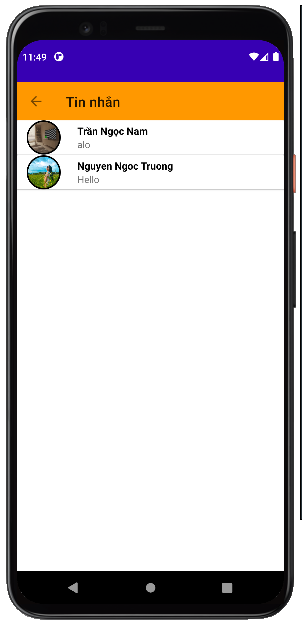 11:49
Tin nhắn
Trần Ngọc Nam
alo
Nguyen Ngoc Truong
Hello